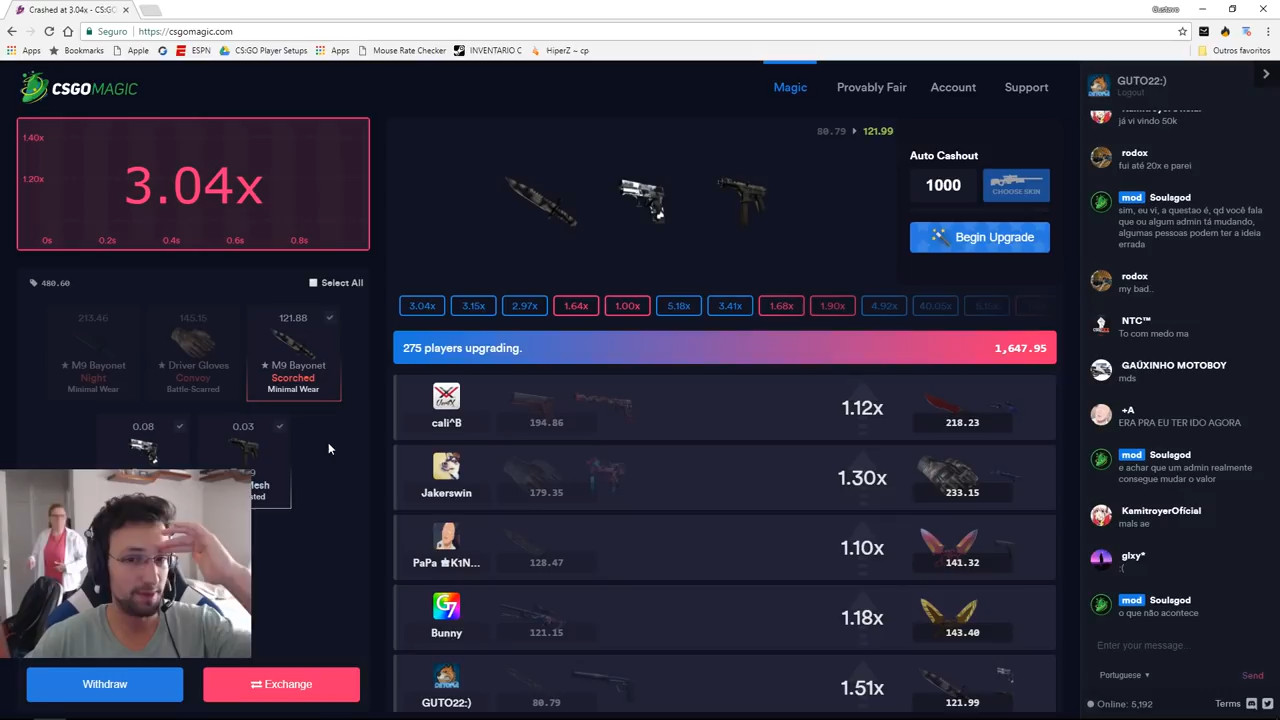 Crashed at 3.04x - CS:GO
Gustavo
Seguro
https://csgomagic.com
Apps
Bookmarks
Apple
ESPN
CS:GO Player Setups
Apps
Mouse Rate Checker
INVENTARIO C
HiperZ ~ cp
Outros favoritos
CSGOMAGIC
Magic
Provably Fair
Account
Support
GUTO22:)
Logout
1.40x
1.20x
3.04x
0s
0.2s
0.4s
0.6s
0.8s
80.79
121.99
Auto Cashout
1000
CHOOSE SKIN
Begin Upgrade
480.60
Select All
213.46
★ M9 Bayonet
Night
Minimal Wear
145.15
★ Driver Gloves
Convoy
Battle-Scarred
121.88
★ M9 Bayonet
Scorched
Minimal Wear
0.08
0.03
3.04x
3.15x
2.97x
1.64x
1.00x
5.18x
3.41x
1.68x
1.90x
4.92x
40.05x
275 players upgrading.
1,647.95
cali^B
194.86
1.12x
218.23
Jakerswin
179.35
1.30x
233.15
PaPa ♚K1N...
128.47
1.10x
141.32
Bunny
121.15
1.18x
143.40
GUTO22:)
80.79
1.51x
121.99
Withdraw
Exchange
já vi vindo 50k
rodox
fui até 20x e parei
mod Soulsgod
sim, eu vi, a questao é, qd você fala
que ou algum admin tá mudando,
algumas pessoas podem ter a ideia
errada
rodox
my bad..
NTC™
To com medo ma
GAÚXINHO MOTOBOY
mds
+A
ERA PRA EU TER IDO AGORA
mod Soulsgod
e achar que um admin realmente
consegue mudar o valor
KamitroyerOficial
mals ae
glxy*
:(
mod Soulsgod
o que não acontece
Enter your message...
Portuguese
Send
Online: 5,192
Terms